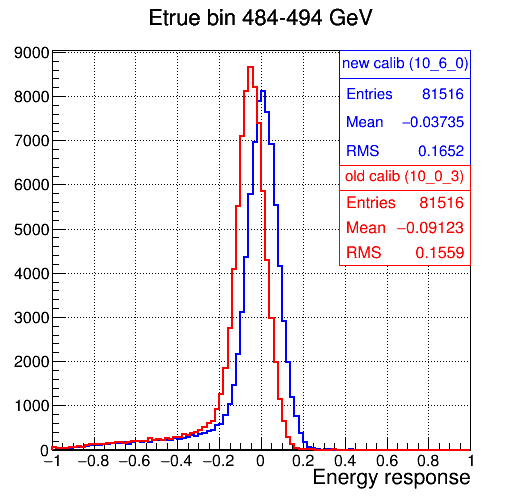 Etrue bin 484-494 GeV
new calib (10_6_0)
Entries 81516
Mean −0.03735
RMS 0.1652
old calib (10_0_3)
Entries 81516
Mean −0.09123
RMS 0.1559
9000
8000
7000
6000
5000
4000
3000
2000
1000
0
−1 −0.8 −0.6 −0.4 −0.2 0 0.2 0.4 0.6 0.8 1
Energy response